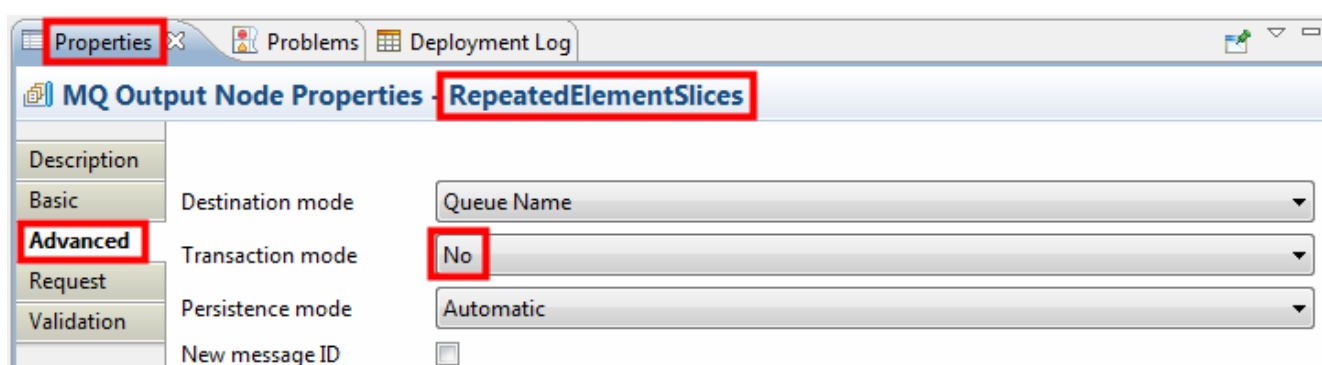 Properties Problems Deployment Log
MQ Output Node Properties - RepeatedElementSlices
Description
Basic Destination mode Queue Name
Advanced Transaction mode No
Request
Persistence mode Automatic
Validation
New message ID